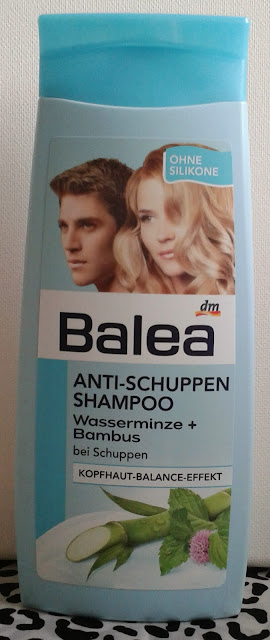 OHNE
SILIKONE
dm
Balea
ANTI-SCHUPPEN
SHAMPOO
Wasserminze +
Bambus
bei Schuppen
KOPFHAUT-BALANCE-EFFEKT